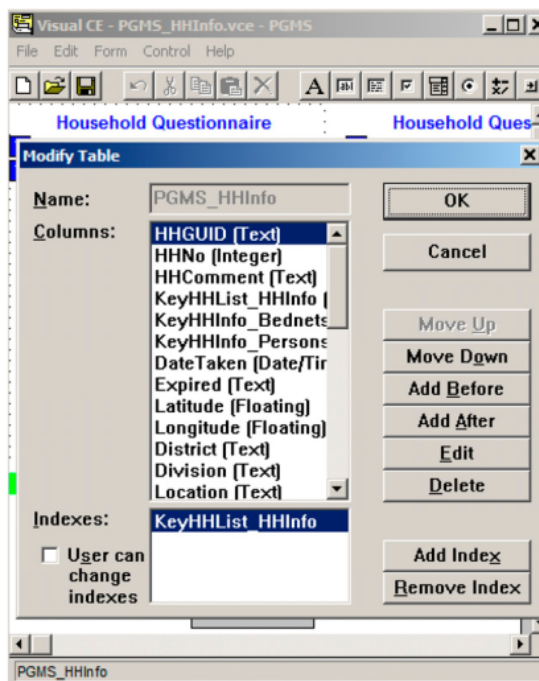 Visual CE - PGMS_HHInfo.vce - PGMS
File Edit Form Control Help
Household Questionnaire
Household Ques
Modify Table
Name: PGMS_HHInfo
OK
Columns:
HHGUID (Text)
HHNo (Integer)
Cancel
HHComment (Text)
KeyHHList_HHInfo (
KeyHHInfo_Bednets
Move Up
KeyHHInfo_Persons
DateTaken (Date/Tir
Move Down
Expired (Text)
Add Before
Latitude (Floating)
Longitude (Floating)
Add After
District (Text)
Edit
Division (Text)
Delete
Location (Text)
Indexes:
KeyHHList_HHInfo
User can
change
indexes
Add Index
Remove Index
PGMS_HHInfo